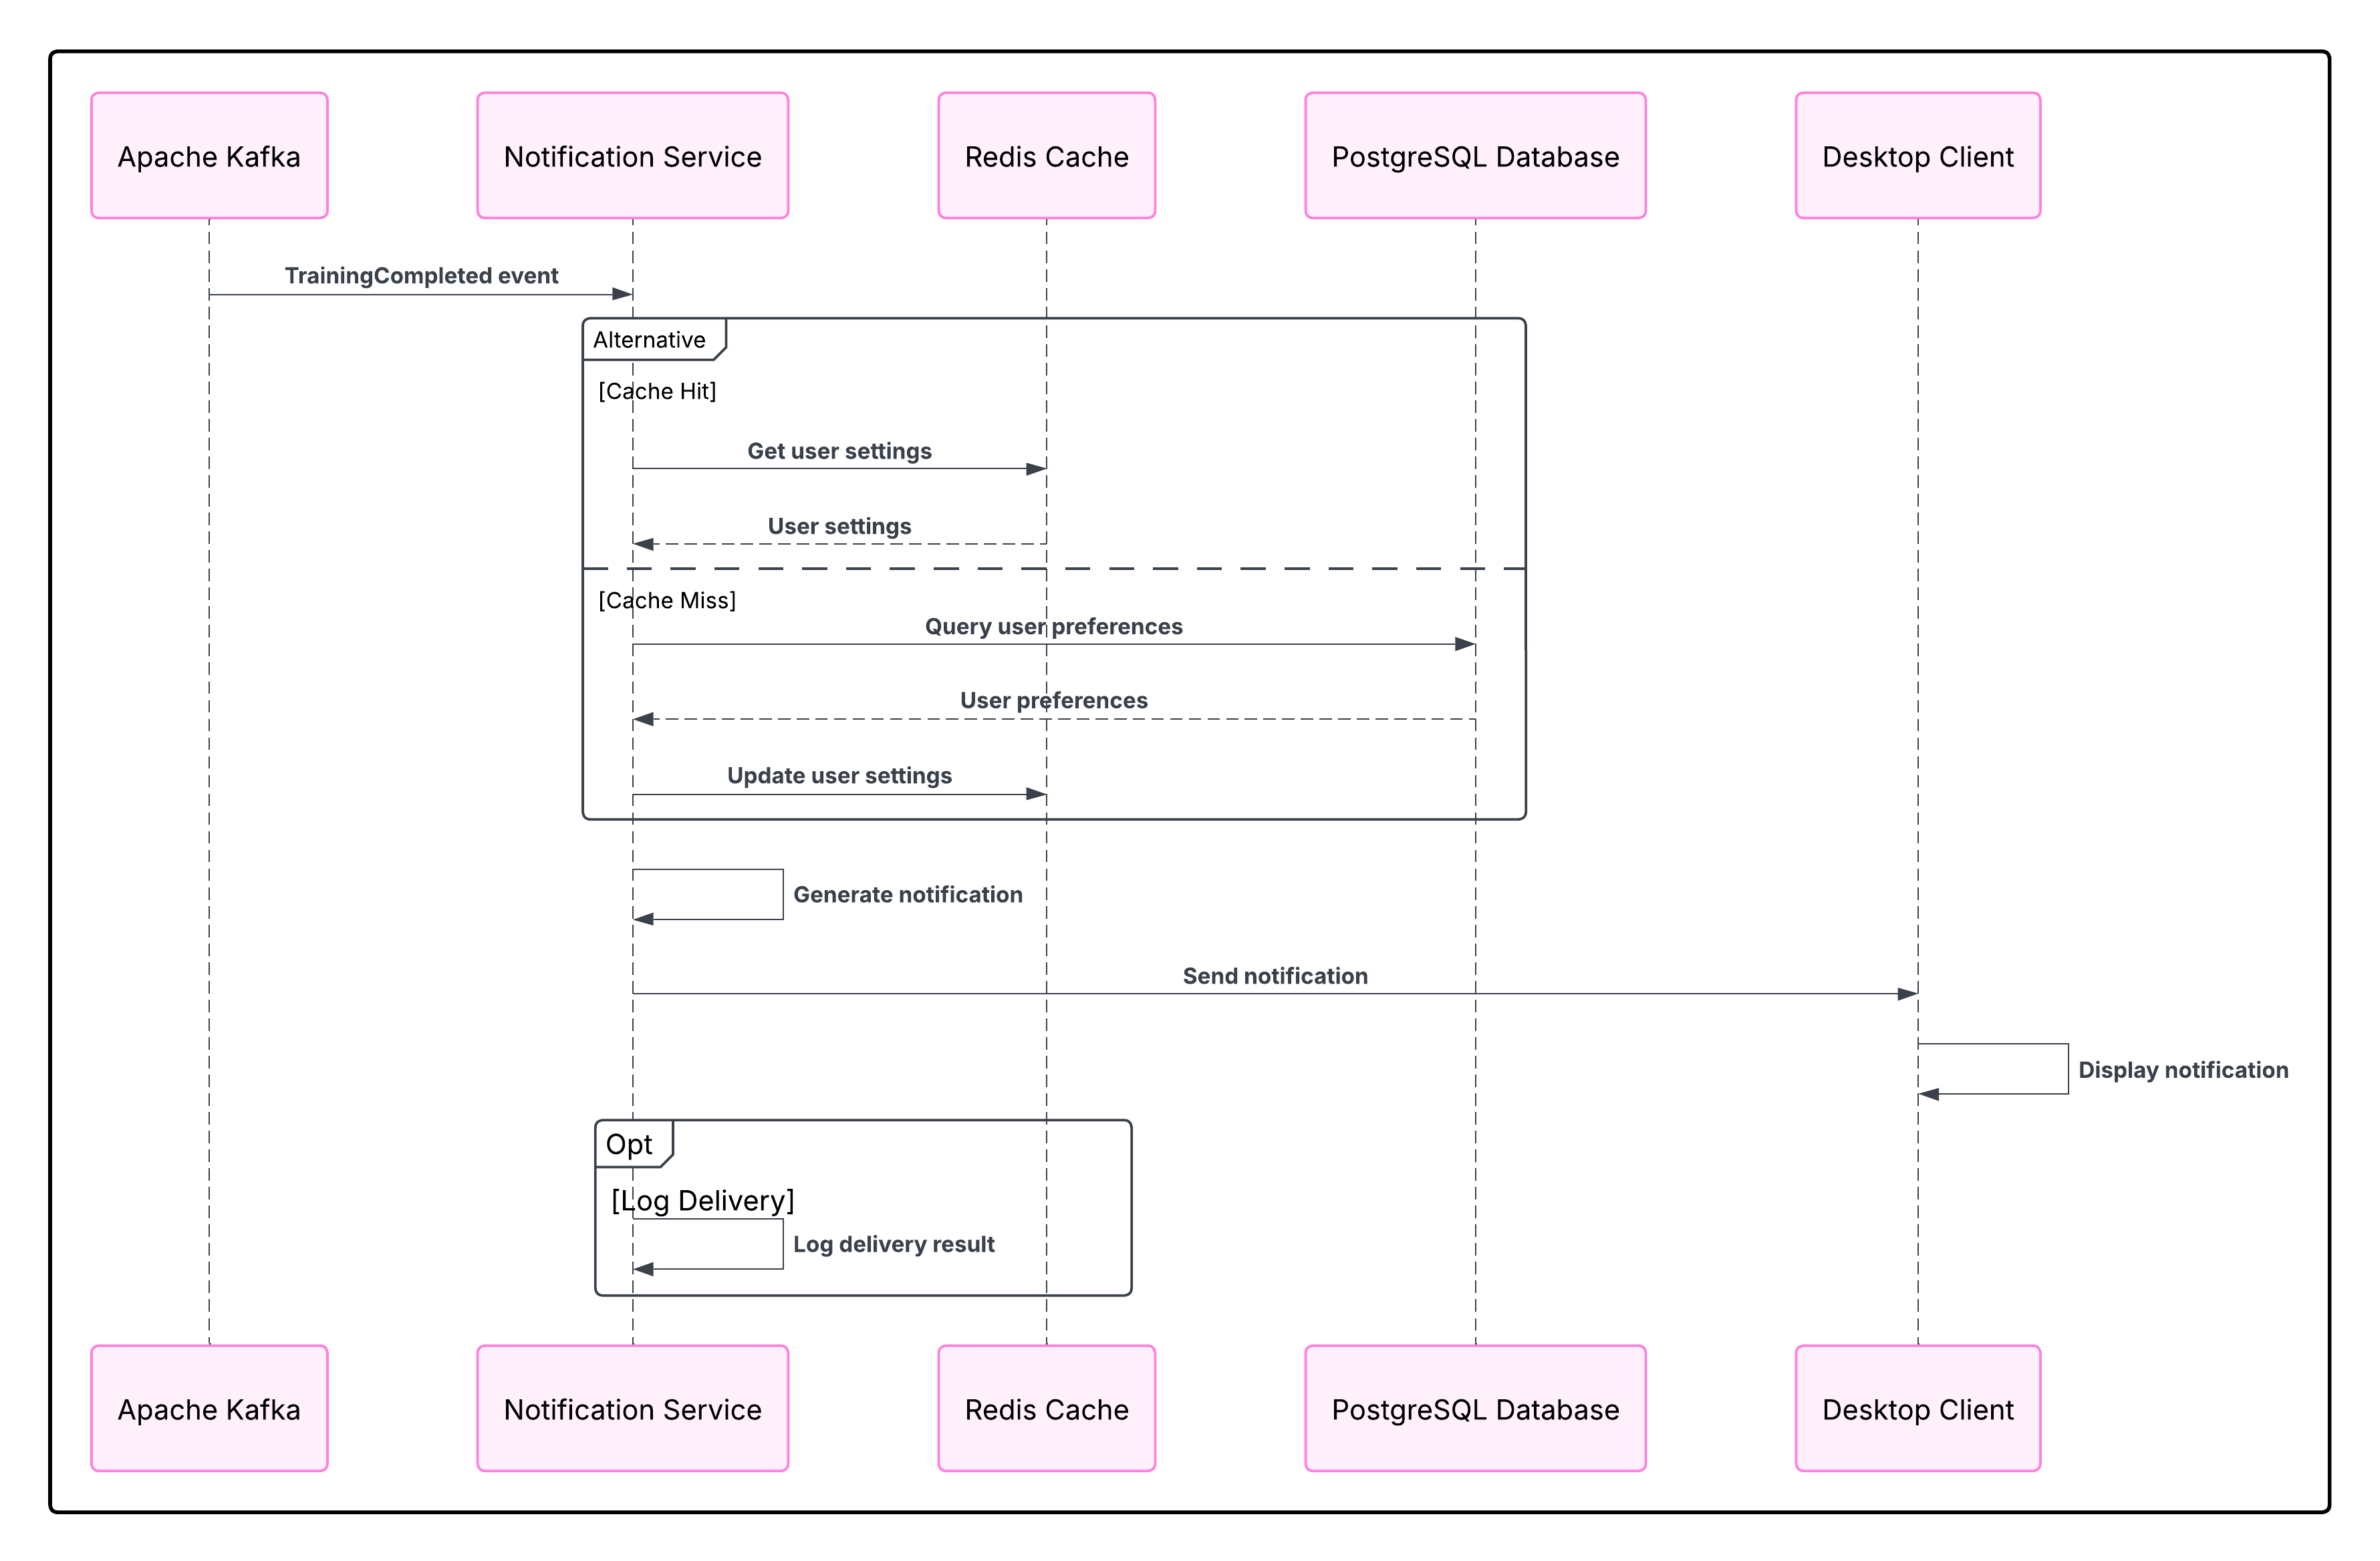 Apache Kafka
Notification Service
Redis Cache
PostgreSQL Database
Desktop Client
TrainingCompleted event
Alternative
[Cache Hit]
Get user settings
User settings
[Cache Miss]
Query user preferences
User preferences
Update user settings
Generate notification
Send notification
Display notification
Opt
[Log Delivery]
Log delivery result
Apache Kafka
Notification Service
Redis Cache
PostgreSQL Database
Desktop Client